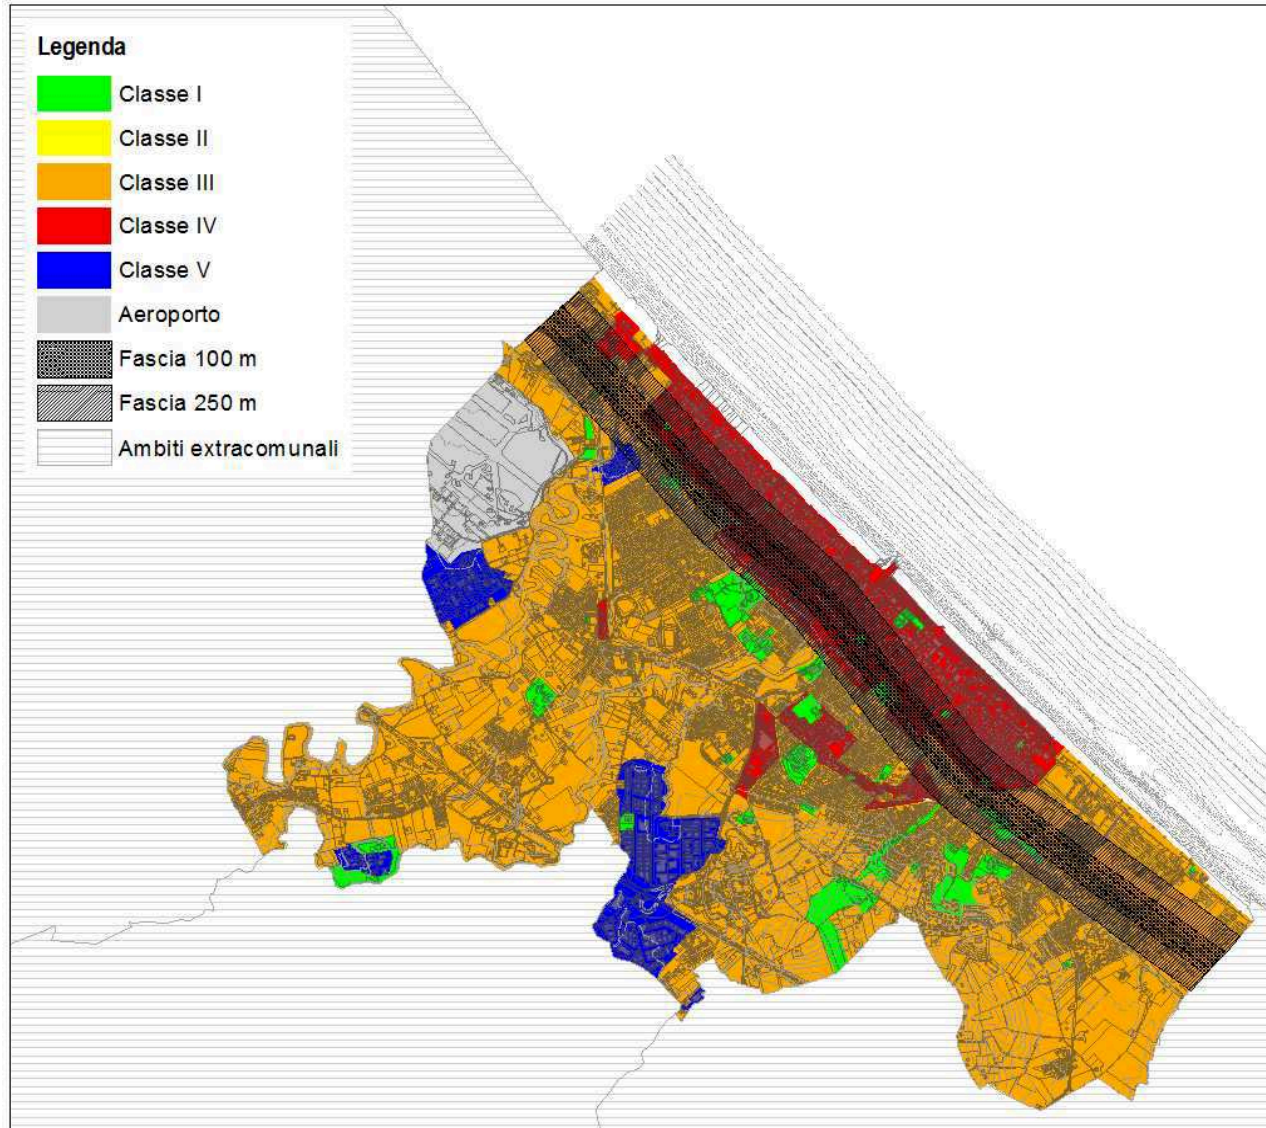 Legenda
Classe I
Classe II
Classe III
Classe IV
Classe V
Aeroporto
Fascia 100 m
Fascia 250 m
Ambiti extracomunali